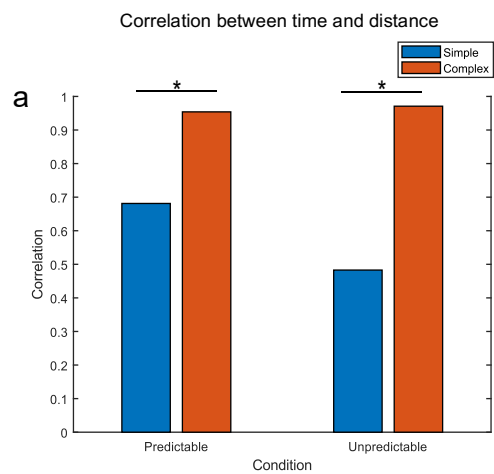 Correlation between time and distance
Simple
Complex
a
*
*
1
0.9
0.8
0.7
0.6
0.5
0.4
0.3
0.2
0.1
0
Correlation
Predictable
Unpredictable
Condition